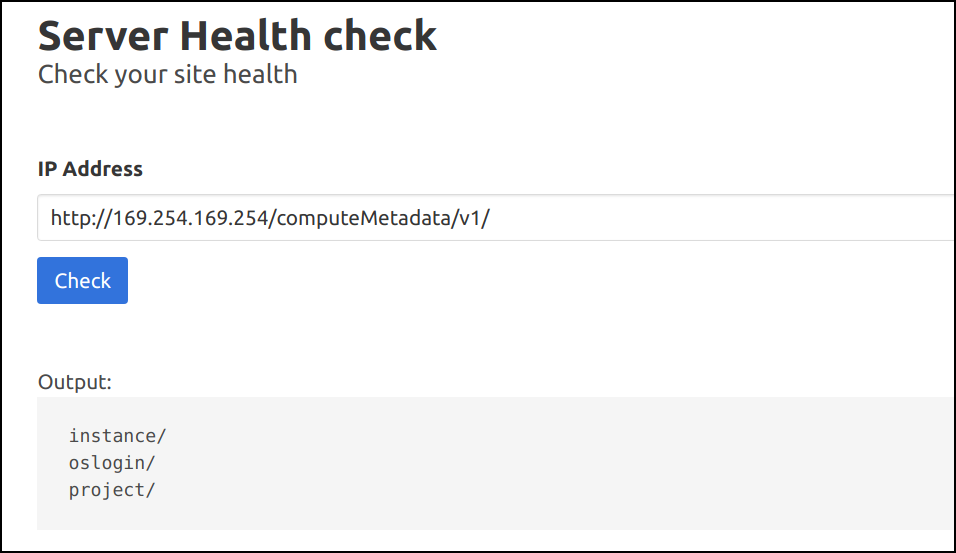 Server Health check
Check your site health
IP Address
http://169.254.169.254/computeMetadata/v1/
Check
Output:
instance/
oslogin/
project/